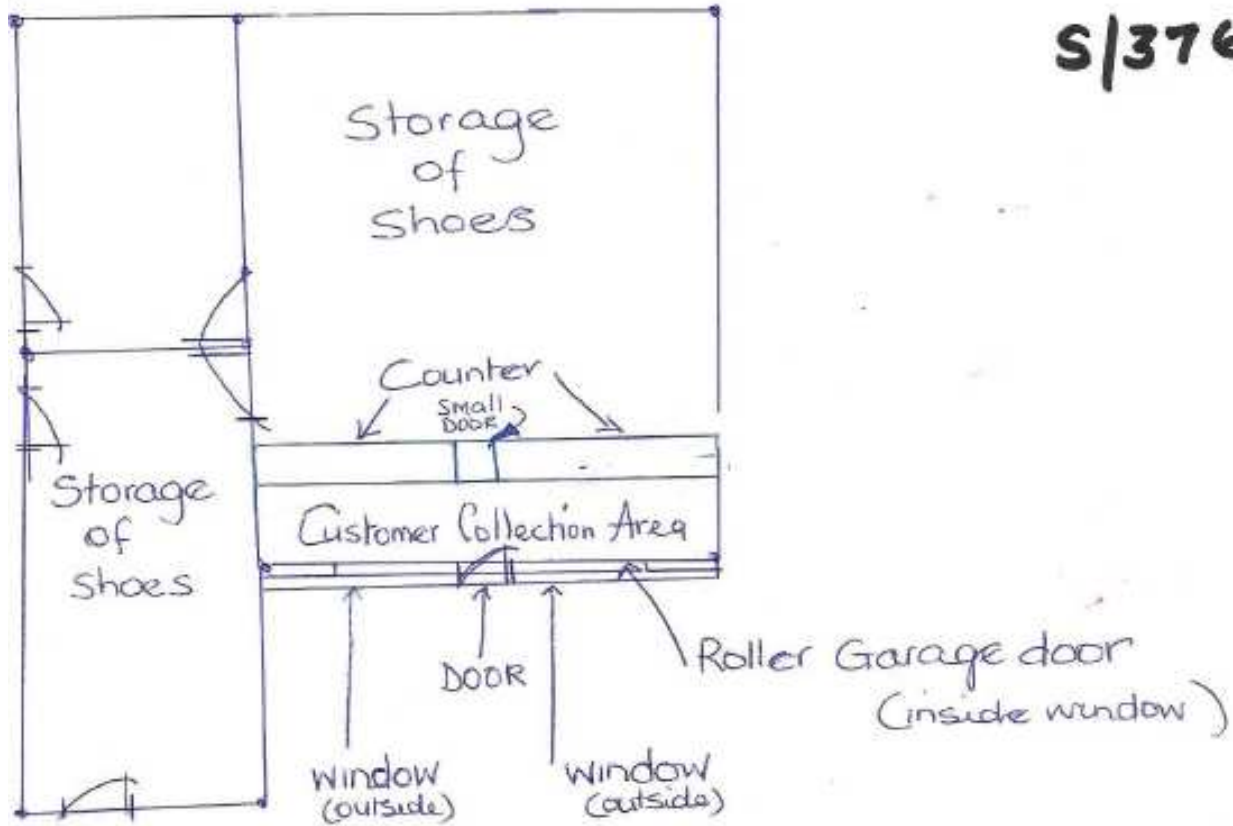 S/376
Storage
of
Shoes
Counter
SMALL
DOOR
Storage
of
Shoes
Customer Collection Area
DOOR
Roller Garage door
(inside window)
window
(outside)
window
(outside)